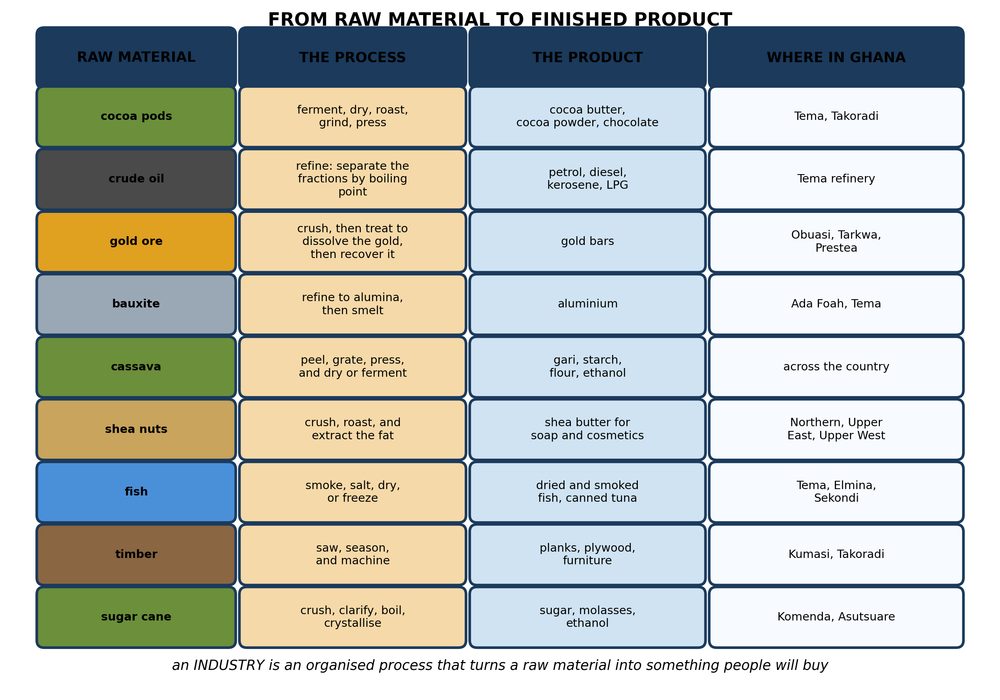 FROM RAW MATERIAL TO FINISHED PRODUCT
RAW MATERIAL
THE PROCESS
THE PRODUCT
WHERE IN GHANA
cocoa pods
ferment, dry, roast,
grind, press
cocoa butter,
cocoa powder, chocolate
Tema, Takoradi
crude oil
refine: separate the
fractions by boiling
point
petrol, diesel,
kerosene, LPG
Tema refinery
gold ore
crush, then treat to
dissolve the gold,
then recover it
gold bars
Obuasi, Tarkwa,
Prestea
bauxite
refine to alumina,
then smelt
aluminium
Ada Foah, Tema
cassava
peel, grate, press,
and dry or ferment
gari, starch,
flour, ethanol
across the country
shea nuts
crush, roast, and
extract the fat
shea butter for
soap and cosmetics
Northern, Upper
East, Upper West
fish
smoke, salt, dry,
or freeze
dried and smoked
fish, canned tuna
Tema, Elmina,
Sekondi
timber
saw, season,
and machine
planks, plywood,
furniture
Kumasi, Takoradi
sugar cane
crush, clarify, boil,
crystallise
sugar, molasses,
ethanol
Komenda, Asutsuare
an INDUSTRY is an organised process that turns a raw material into something people will buy